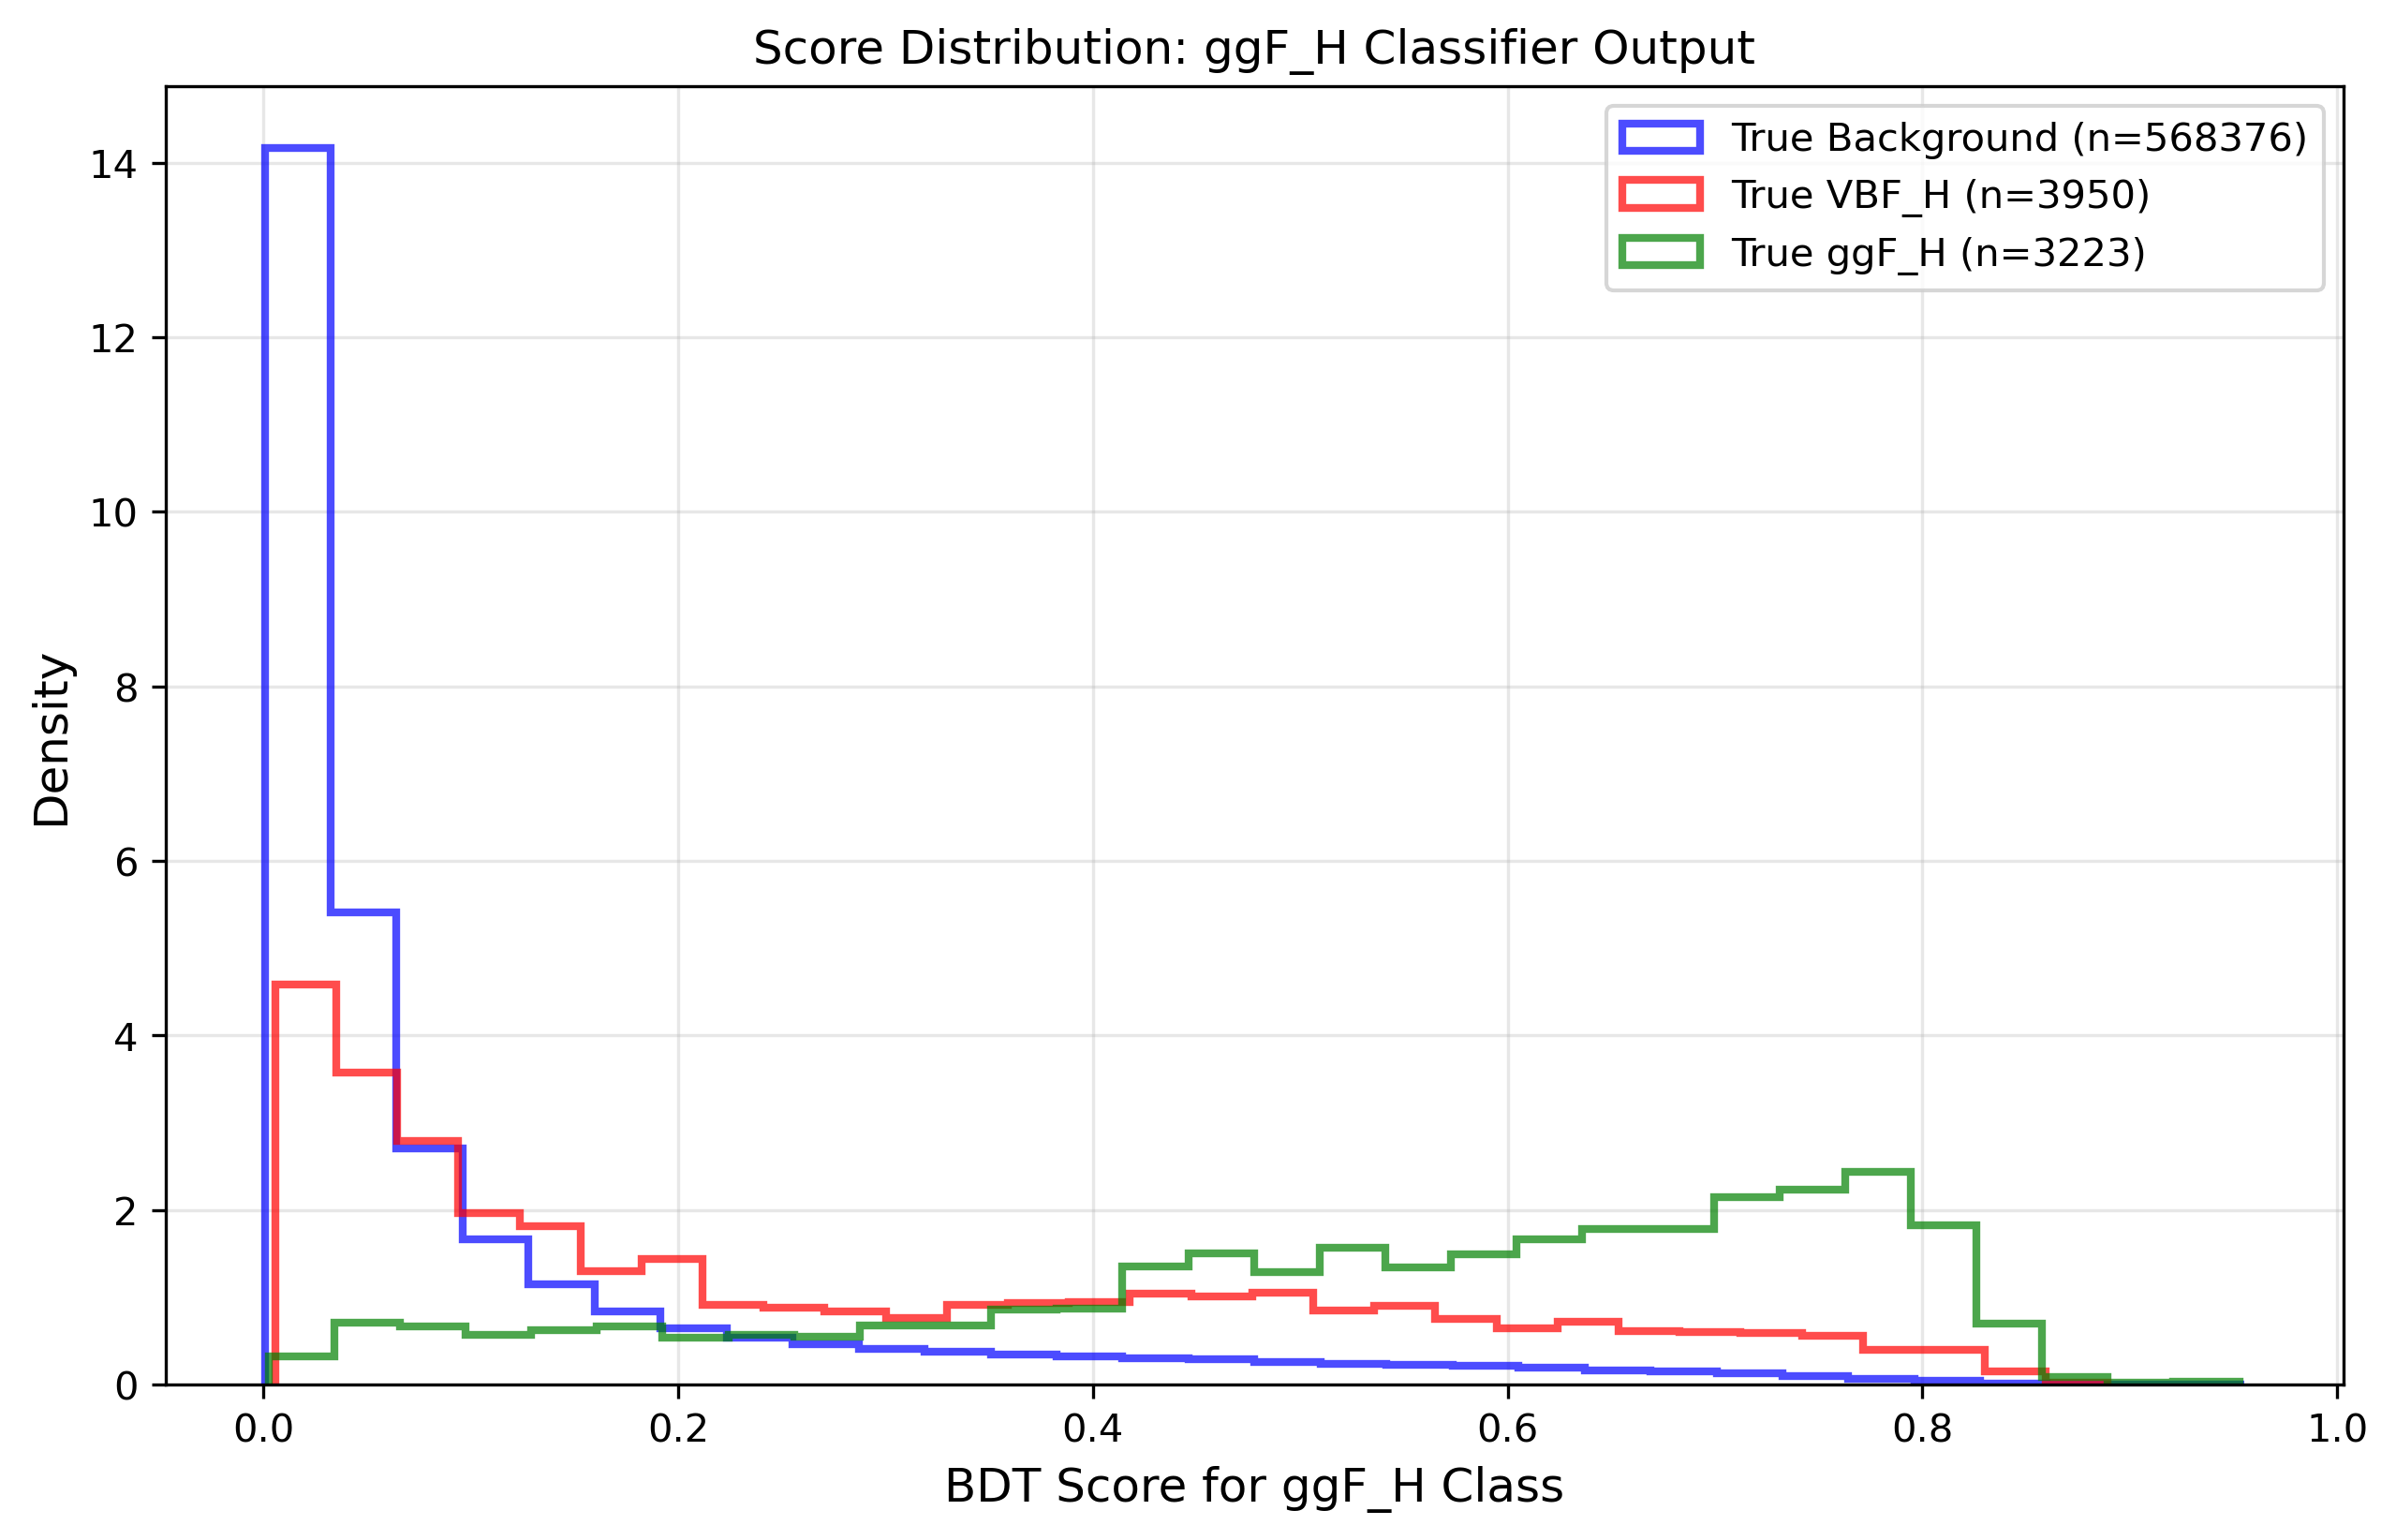 Score Distribution: ggF_H Classifier Output
True Background (n=568376)
True VBF_H (n=3950)
True ggF_H (n=3223)
Density
14
12
10
8
6
4
2
0
0.0 0.2 0.4 0.6 0.8 1.0
BDT Score for ggF_H Class